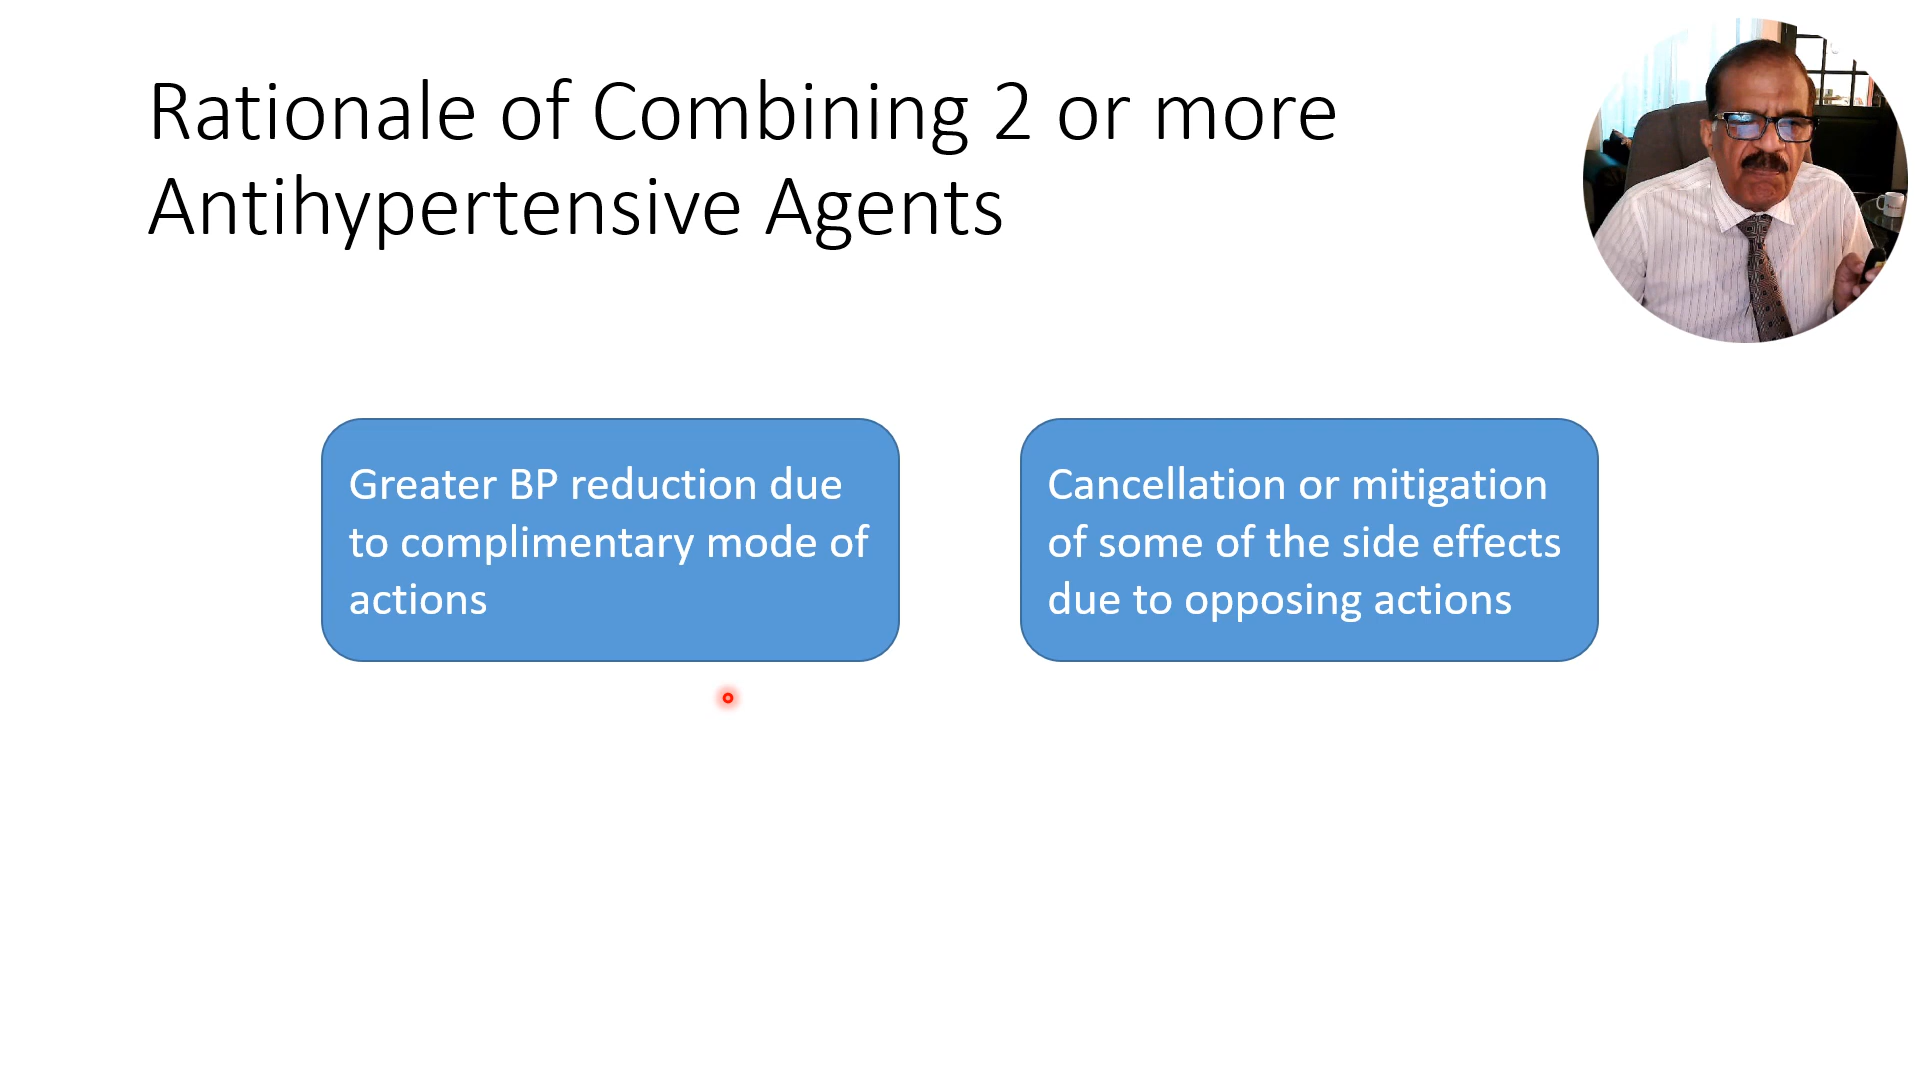 Rationale of Combining 2 or more
Antihypertensive Agents
Greater BP reduction due
to complimentary mode of
actions
Cancellation or mitigation
of some of the side effects
due to opposing actions